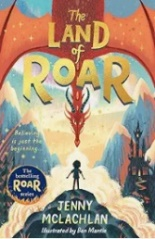 The
LAND
of
ROAR
Believing
is just the
beginning...
The
bestselling
ROAR
series
JENNY
McLACHLAN
Illustrated by Ben Mantle